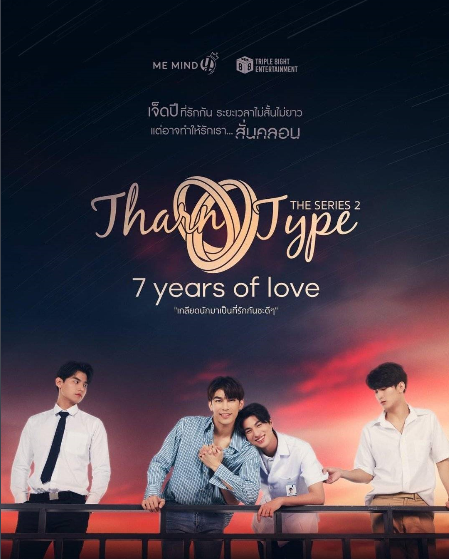 ME MIND Y
TRIPLE 8IGHT
ENTERTAINMENT
เจ็ดปีที่รักกัน ระยะเวลาไม่สั้นไม่ยาว
แต่อาจทำให้รักเรา... สั่นคลอน
THE SERIES 2
Tharn Type
7 years of love
"เกลียดนักมาเป็นที่รักกันซะดีๆ"